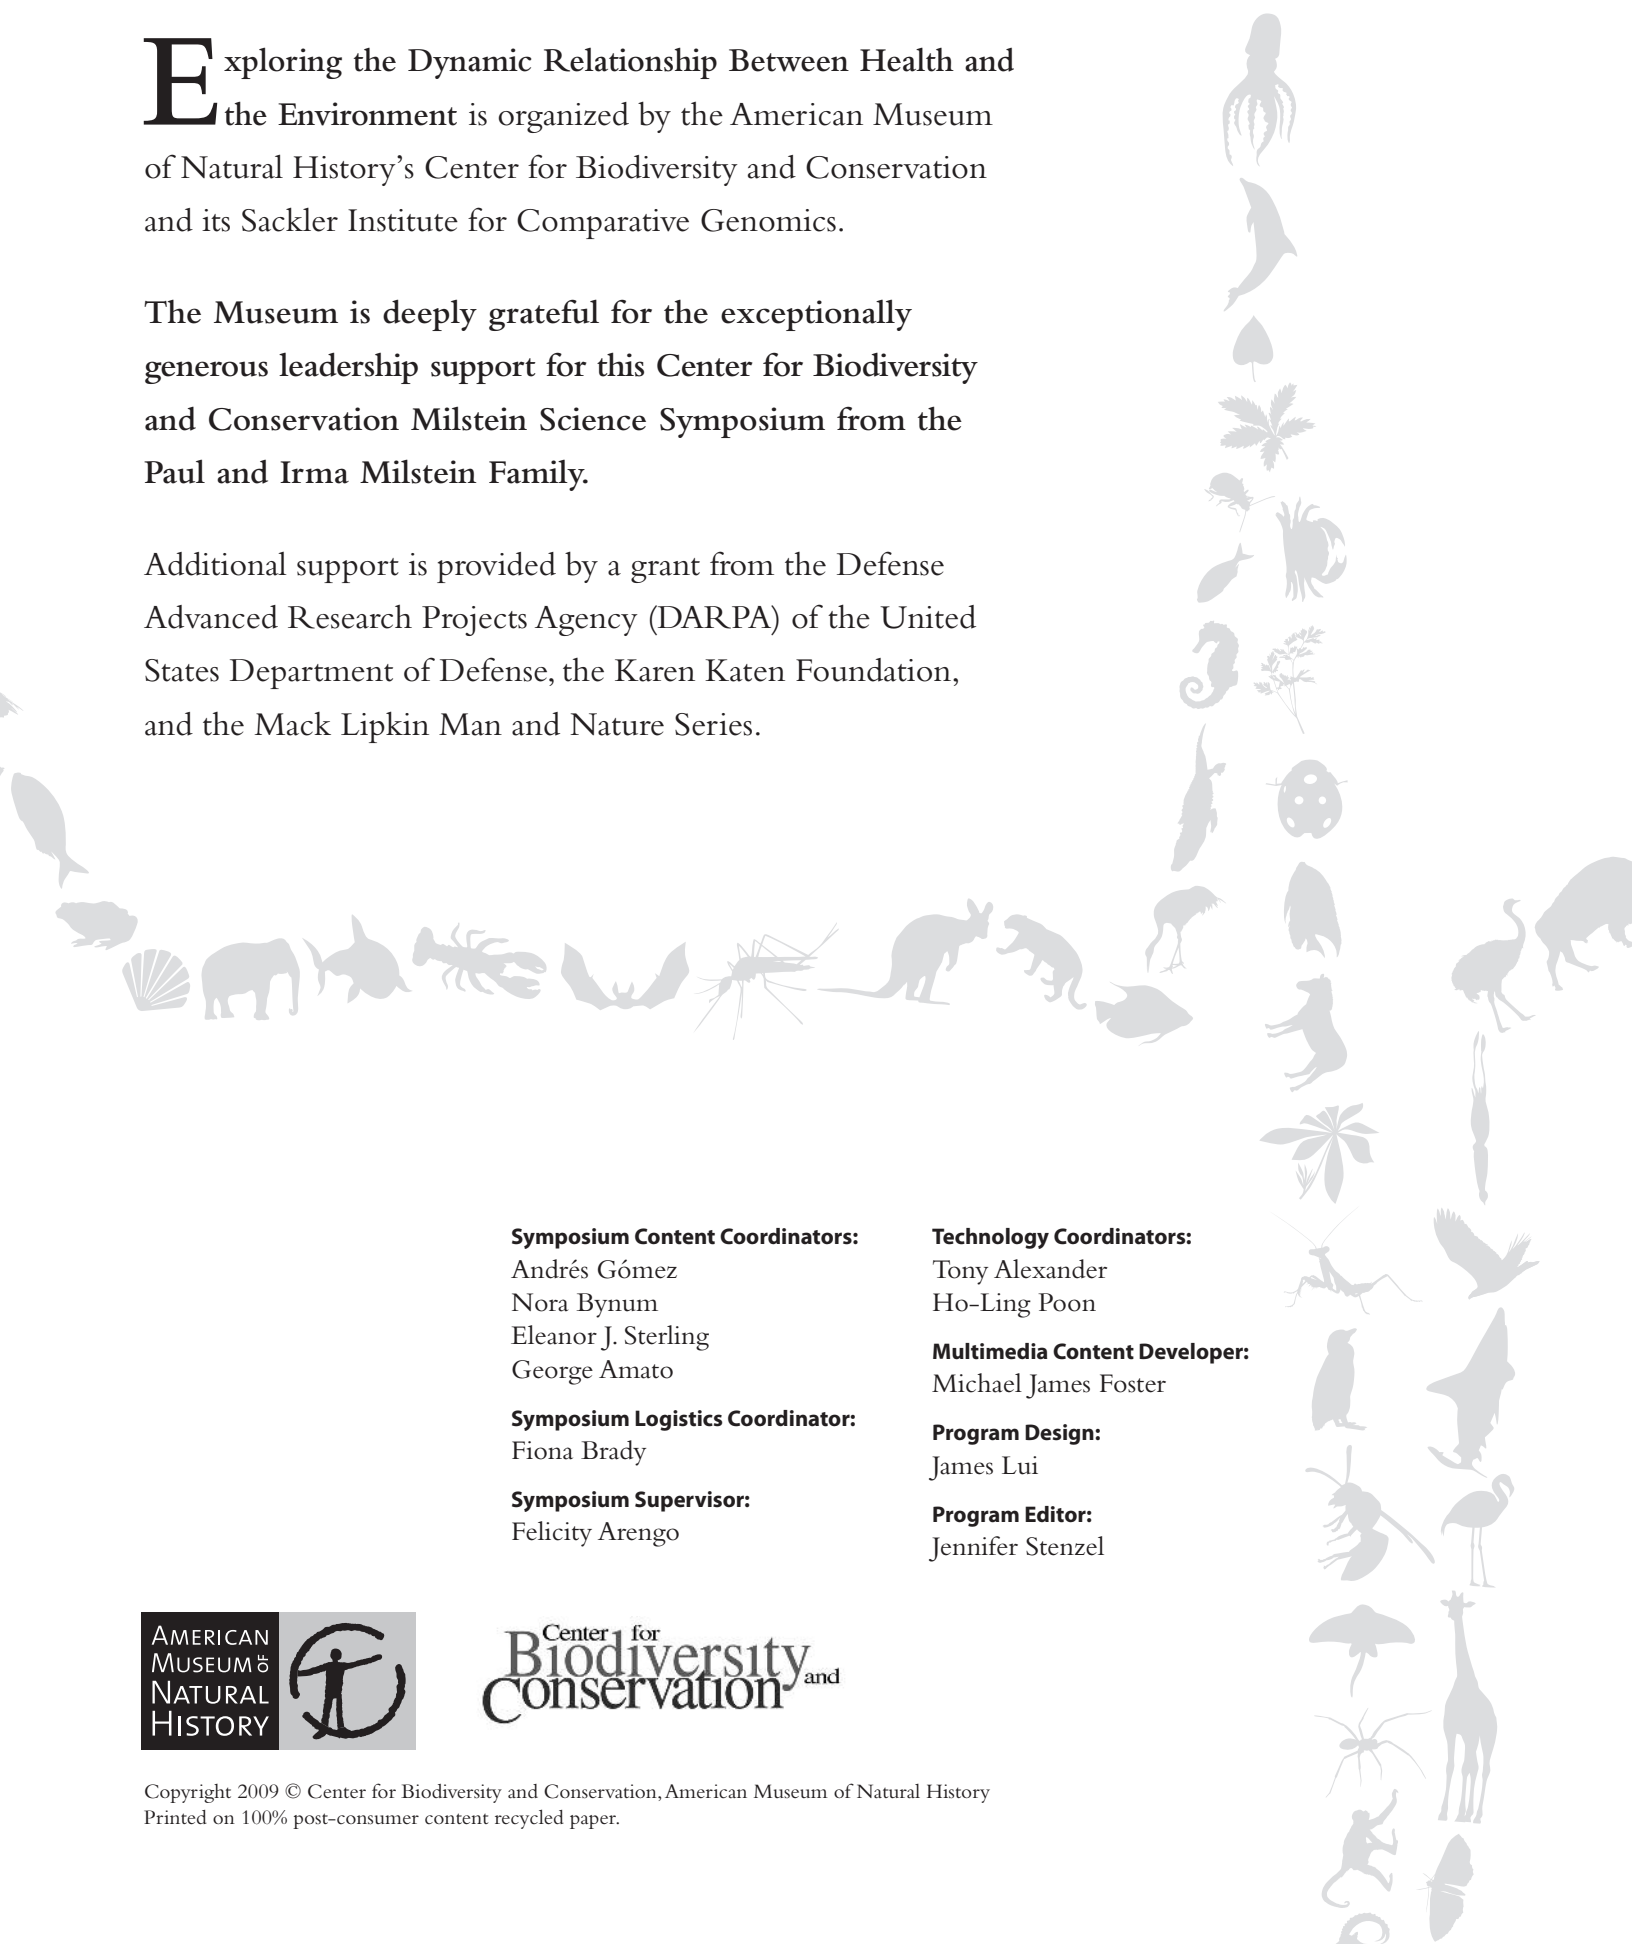 Exploring the Dynamic Relationship Between Health and
the Environment is organized by the American Museum
of Natural History’s Center for Biodiversity and Conservation
and its Sackler Institute for Comparative Genomics.
The Museum is deeply grateful for the exceptionally
generous leadership support for this Center for Biodiversity
and Conservation Milstein Science Symposium from the
Paul and Irma Milstein Family.
Additional support is provided by a grant from the Defense
Advanced Research Projects Agency (DARPA) of the United
States Department of Defense, the Karen Katen Foundation,
and the Mack Lipkin Man and Nature Series.
Symposium Content Coordinators:
Andrés Gómez
Nora Bynum
Eleanor J. Sterling
George Amato
Symposium Logistics Coordinator:
Fiona Brady
Symposium Supervisor:
Felicity Arengo
Technology Coordinators:
Tony Alexander
Ho-Ling Poon
Multimedia Content Developer:
Michael James Foster
Program Design:
James Lui
Program Editor:
Jennifer Stenzel
AMERICAN
MUSEUM OF
NATURAL
HISTORY
Center for
Biodiversity and
Conservation
Copyright 2009 © Center for Biodiversity and Conservation, American Museum of Natural History
Printed on 100% post-consumer content recycled paper.